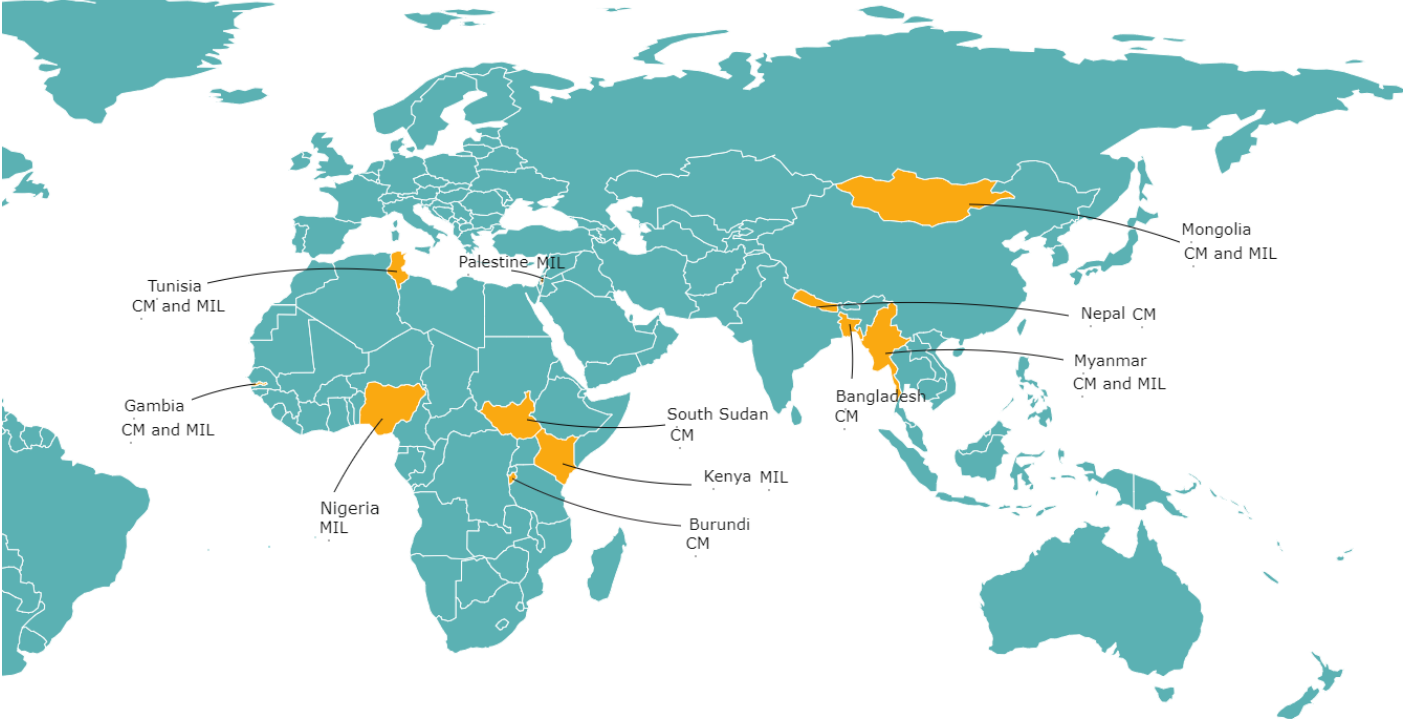 Mongolia
CM and MIL
Palestine MIL
Tunisia
CM and MIL
Nepal CM
Myanmar
CM and MIL
Bangladesh
CM
Gambia
CM and MIL
South Sudan
CM
Kenya MIL
Nigeria
MIL
Burundi
CM